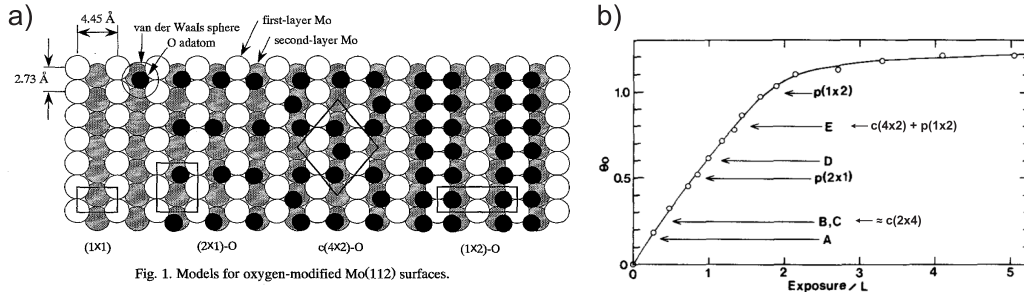 a)
4.45 Å
van der Waals sphere
O adatom
first-layer Mo
second-layer Mo
2.73 Å
(1X1)
(2X1)-O
c(4X2)-O
(1X2)-O
Fig. 1. Models for oxygen-modified Mo(112) surfaces.
b)
θo
1.0
0.5
0
p(1x2)
E ← c(4x2) + p(1x2)
D
p(2x1)
B,C ← ≈ c(2x4)
A
0 1 2 3 4 5
Exposure / L